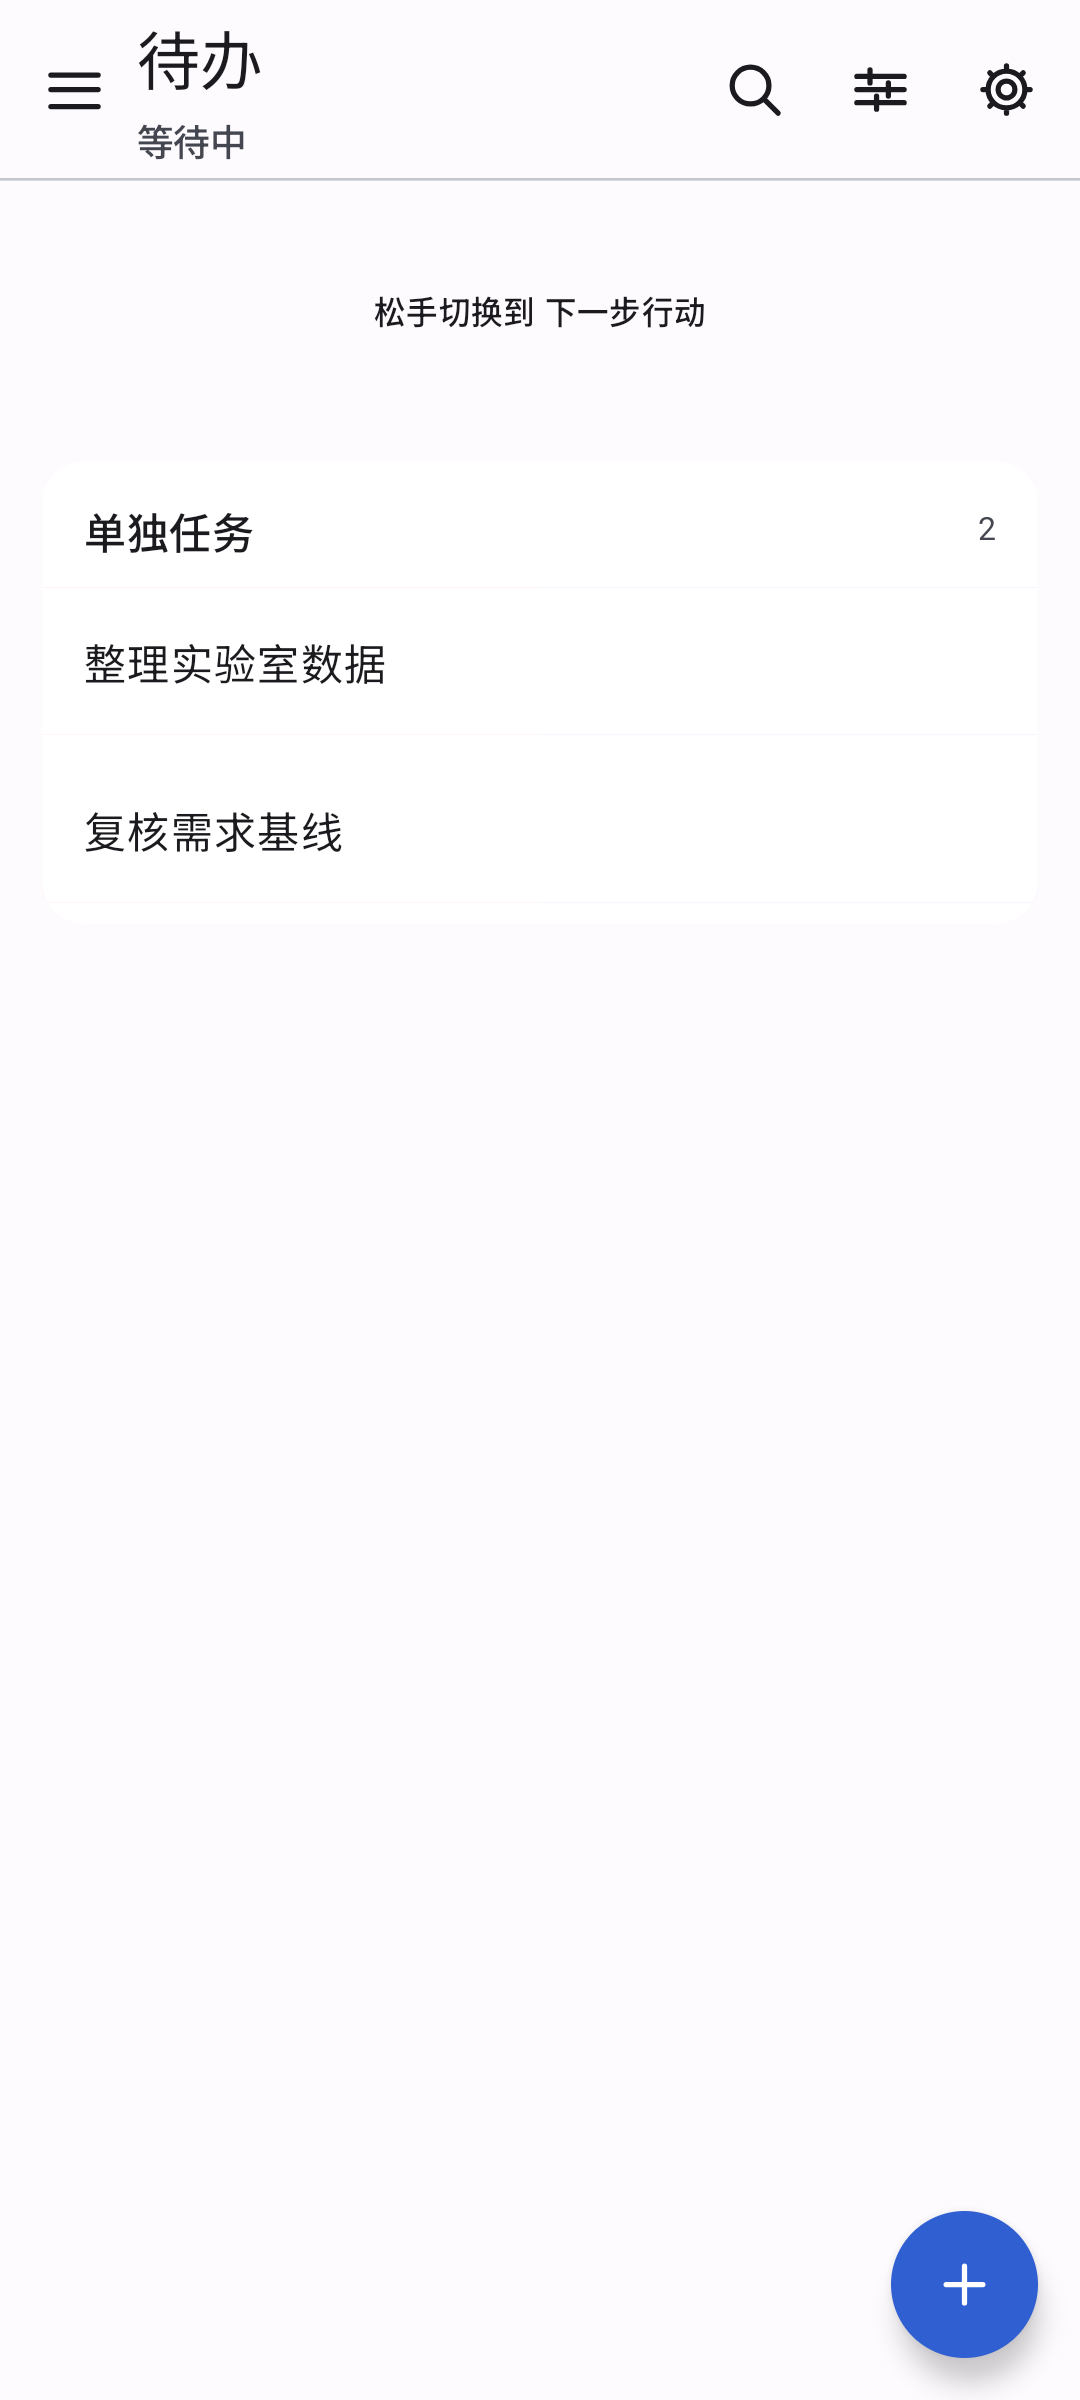 待办
等待中
松手切换到 下一步行动
单独任务
2
整理实验室数据
复核需求基线